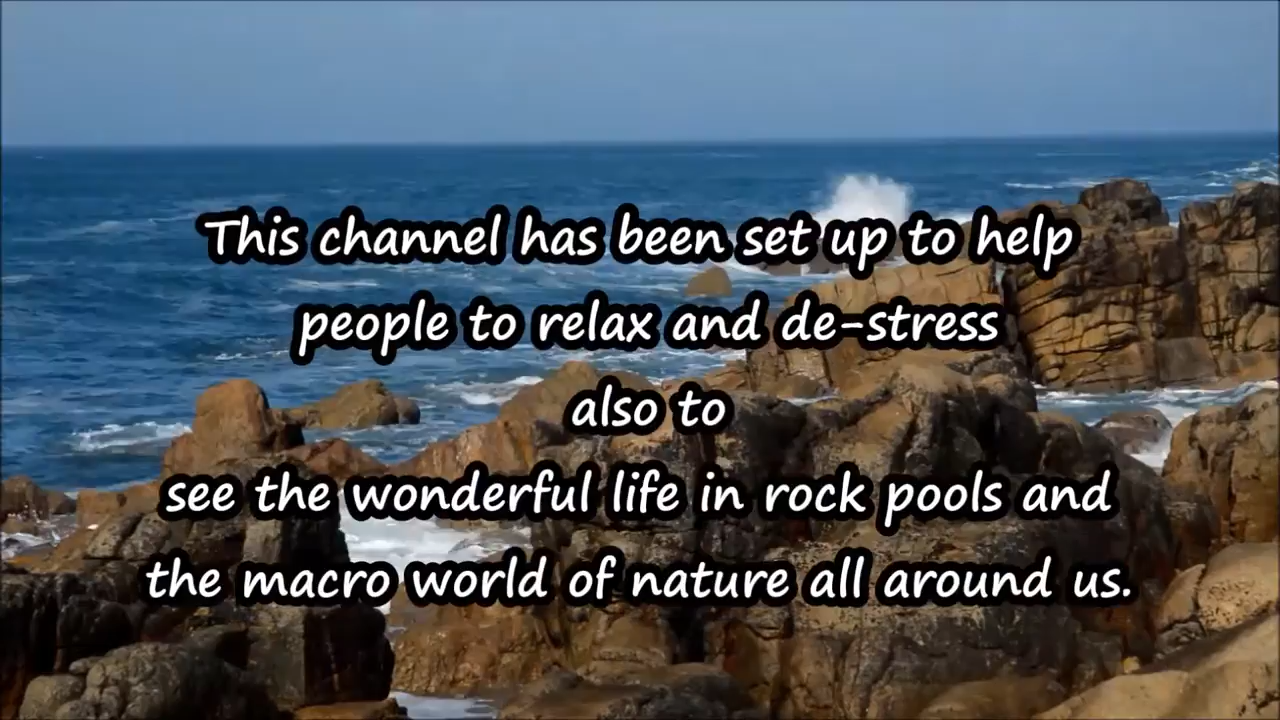 This channel has been set up to help
people to relax and de-stress
also to
see the wonderful life in rock pools and
the macro world of nature all around us.